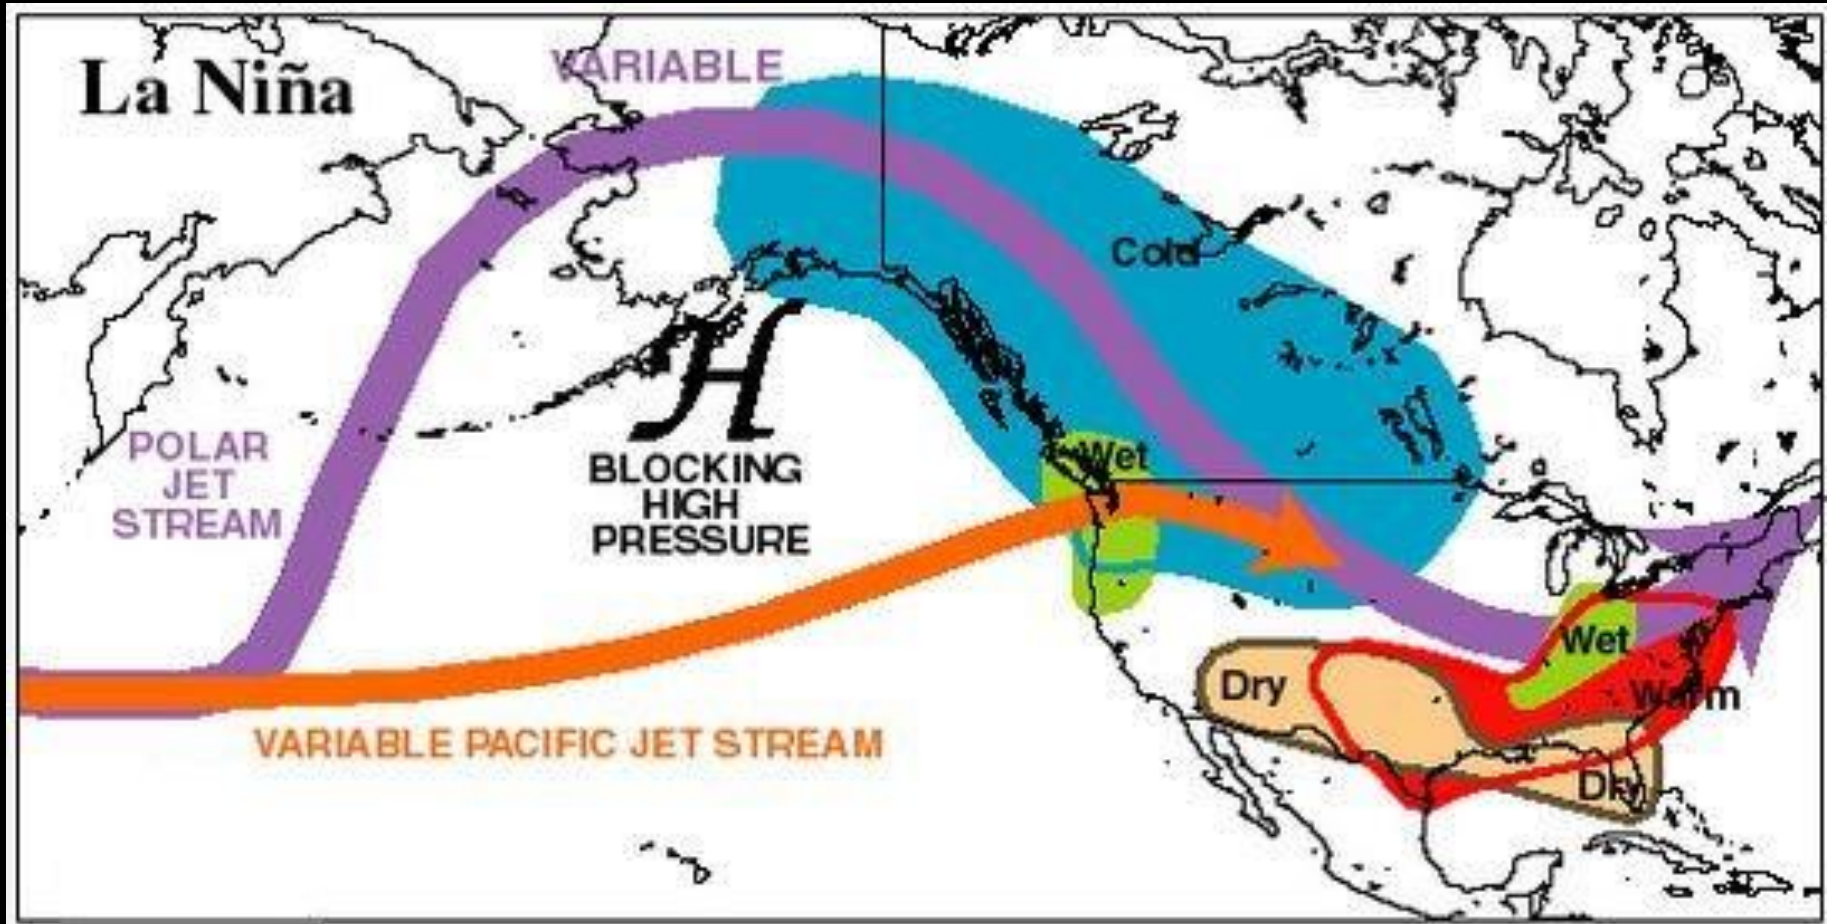 La Niña
VARIABLE
Cold
POLAR
JET
STREAM
H
BLOCKING
HIGH
PRESSURE
Wet
Wet
Dry
Warm
VARIABLE PACIFIC JET STREAM
Dry